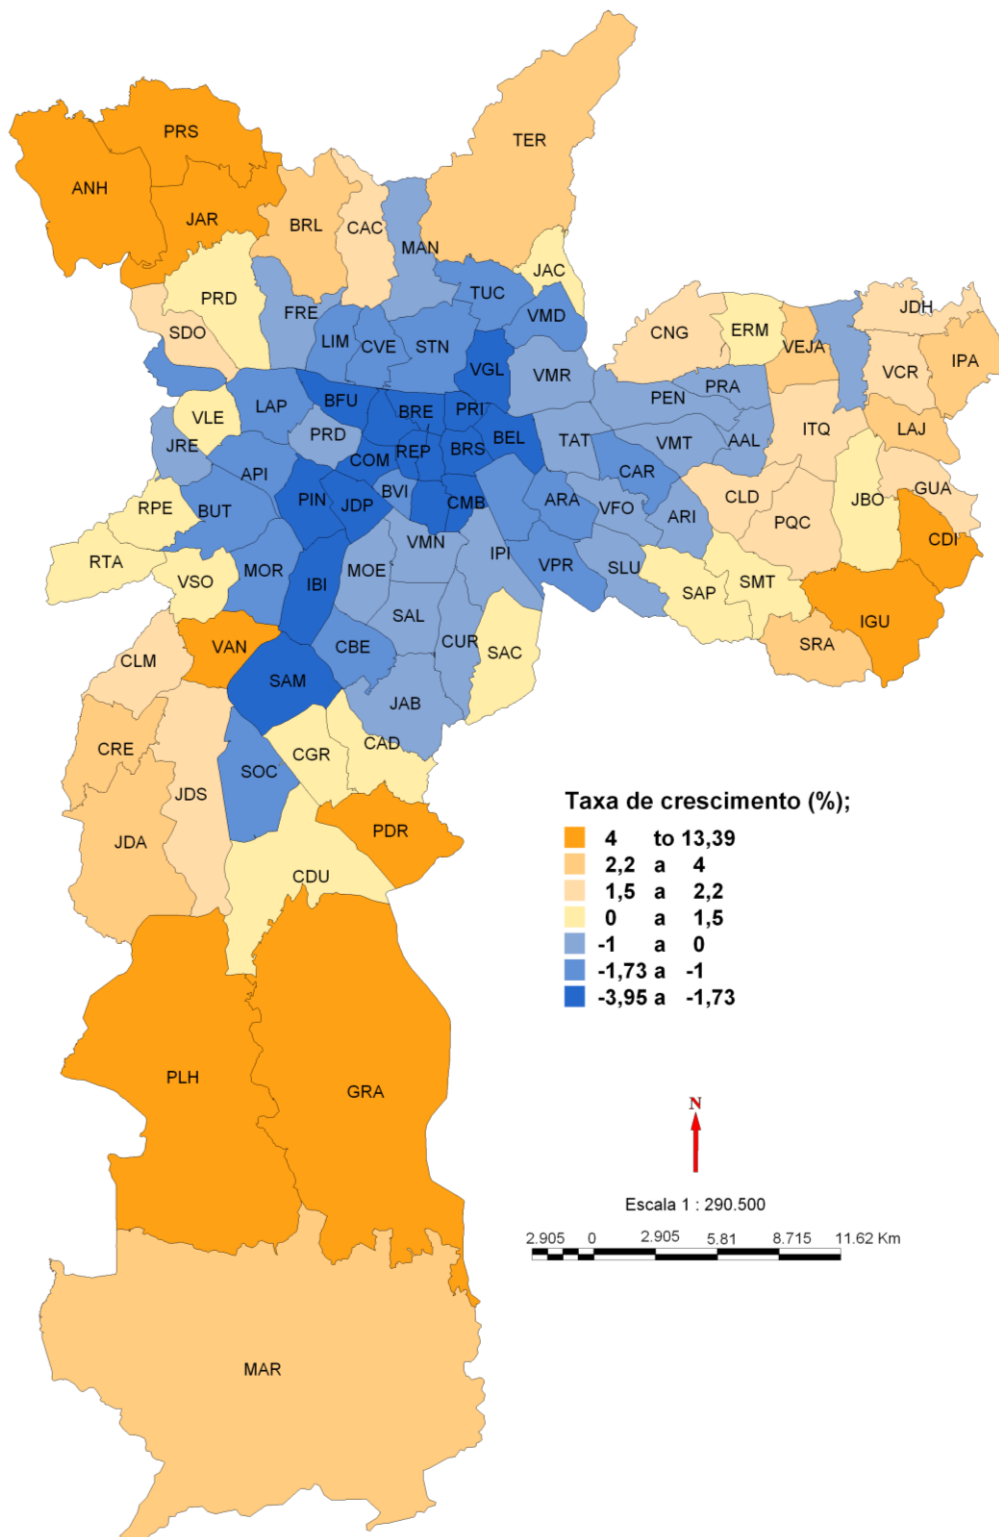 TER
PRS
ANH
JAR
BRL
CAC
MAN
JAC
PRD
TUC
FRE
VMD
JDH
SDO
LIM
CVE
STN
CNG
ERM
VEJA
IPA
VGL
VMR
VCR
PRA
PEN
BFU
LAP
BRE
PRI
VLE
ITQ
LAJ
PRD
JRE
REP
BRS
BEL
TAT
VMT
AAL
COM
API
CAR
BVI
CLD
JBO
GUA
RPE
BUT
PIN
JDP
CMB
ARA
VFO
ARI
PQC
CDI
VMN
IPI
RTA
VSO
MOR
MOE
VPR
SLU
IBI
SAP
SMT
SAL
IGU
VAN
CBE
CUR
SAC
SRA
CLM
SAM
JAB
CRE
CAD
CGR
SOC
JDS
PDR
JDA
CDU
Taxa de crescimento (%);
4 to 13,39
2,2 a 4
1,5 a 2,2
0 a 1,5
-1 a 0
-1,73 a -1
-3,95 a -1,73
PLH
GRA
N
Escala 1 : 290.500
2.905 0 2.905 5.81 8.715 11.62 Km
MAR